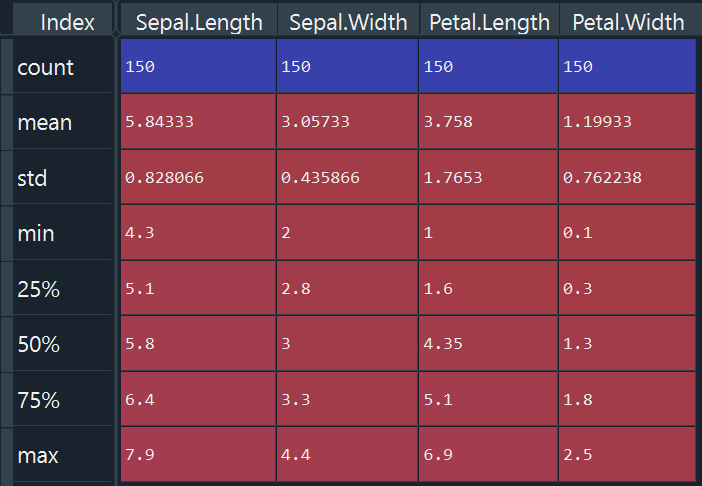 Index Sepal.Length Sepal.Width Petal.Length Petal.Width
count 150 150 150 150
mean 5.84333 3.05733 3.758 1.19933
std 0.828066 0.435866 1.7653 0.762238
min 4.3 2 1 0.1
25% 5.1 2.8 1.6 0.3
50% 5.8 3 4.35 1.3
75% 6.4 3.3 5.1 1.8
max 7.9 4.4 6.9 2.5